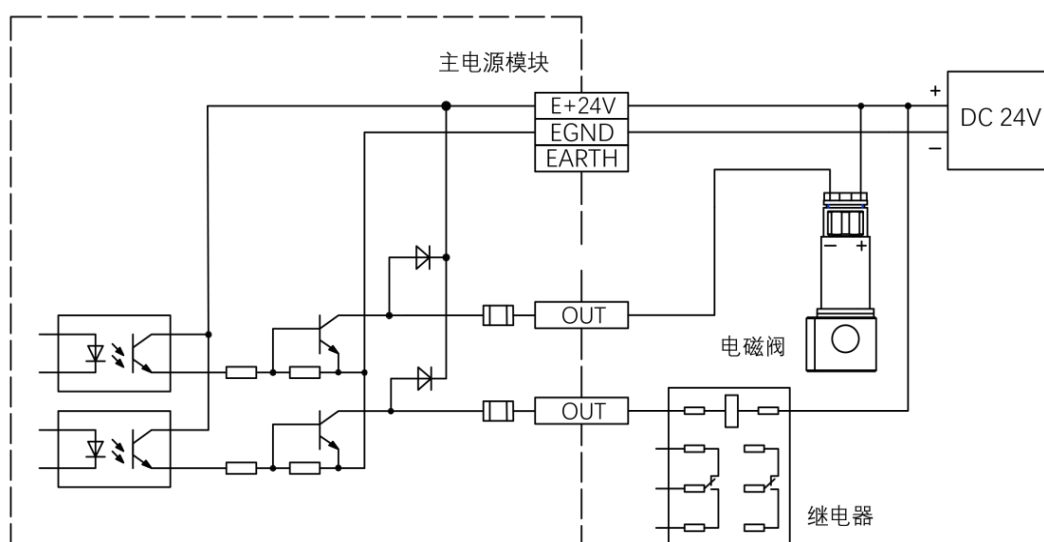 主电源模块
E+24V
EGND
EARTH
+
DC 24V
−
− +
OUT
电磁阀
OUT
继电器